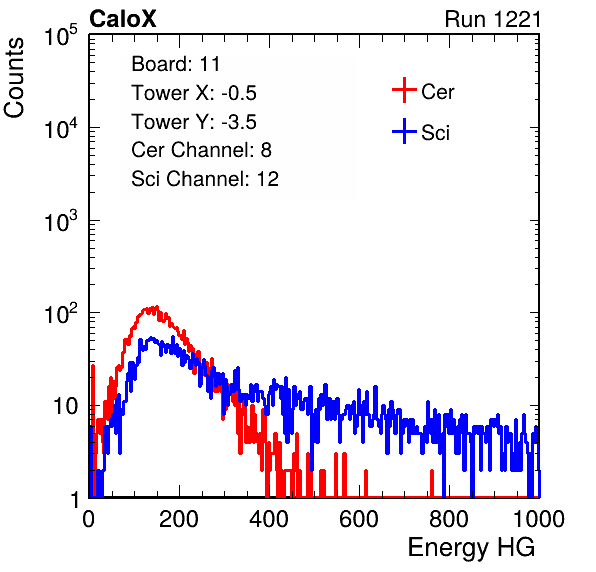 CaloX Run 1221
Counts
10^5
10^4
10^3
10^2
10
1
Board: 11
Tower X: -0.5
Tower Y: -3.5
Cer Channel: 8
Sci Channel: 12
Cer
Sci
0 200 400 600 800 1000
Energy HG